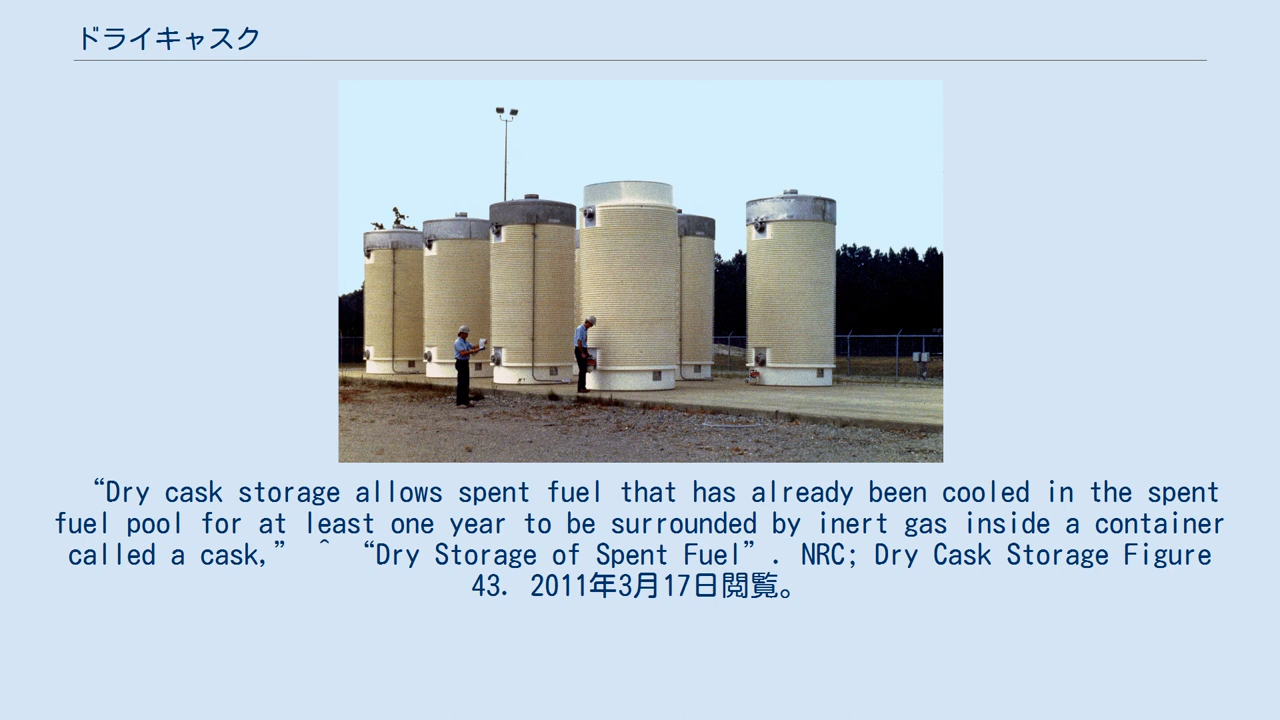 ドライキャスク
“Dry cask storage allows spent fuel that has already been cooled in the spent
fuel pool for at least one year to be surrounded by inert gas inside a container
called a cask,” ^ “Dry Storage of Spent Fuel”. NRC; Dry Cask Storage Figure
43. 2011年3月17日閲覧。